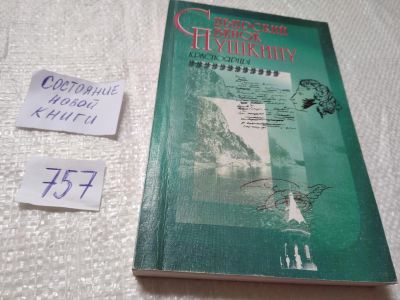 СИБИРСКИЙ
ВЕНОК
ПУШКИНУ
КРАСНОЯРЦЫ
СОСТОЯНИЕ
НОВОЙ
КНИГИ
757